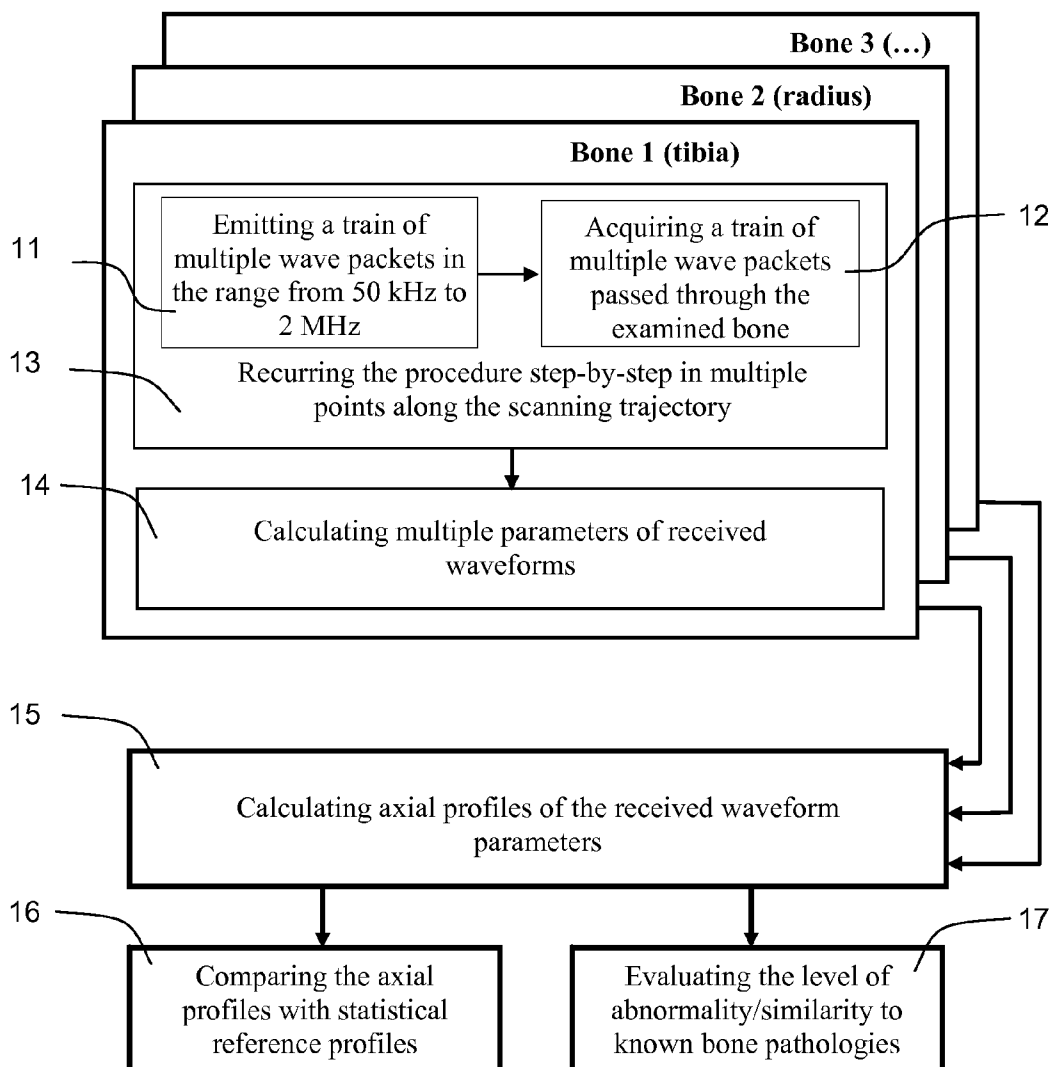 Bone 3 (...)
Bone 2 (radius)
Bone 1 (tibia)
11
Emitting a train of
multiple wave packets in
the range from 50 kHz to
2 MHz
Acquiring a train of
multiple wave packets
passed through the
examined bone
12
13
Recurring the procedure step-by-step in multiple
points along the scanning trajectory
14
Calculating multiple parameters of received
waveforms
15
Calculating axial profiles of the received waveform
parameters
16
Comparing the axial
profiles with statistical
reference profiles
17
Evaluating the level of
abnormality/similarity to
known bone pathologies